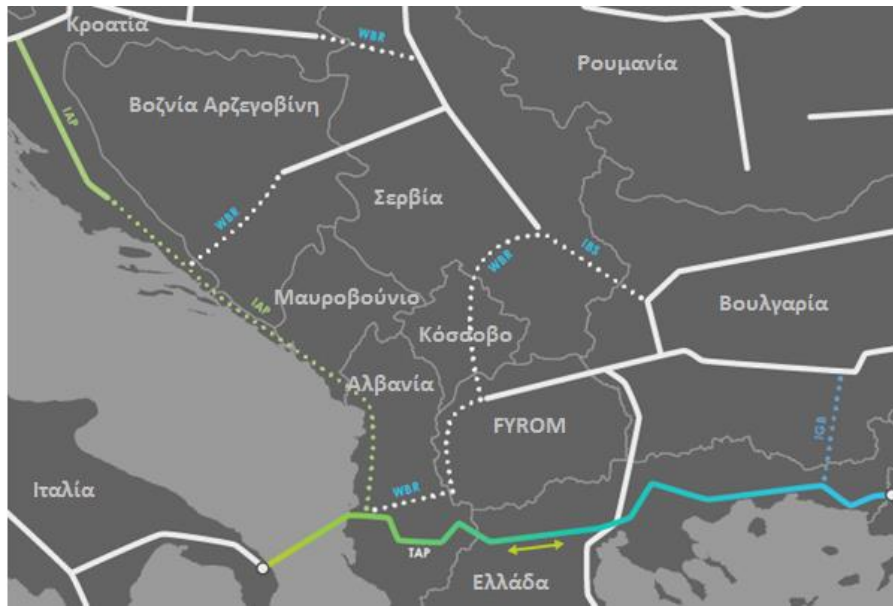 Κροατία
WBR
Ρουμανία
Βοζνία Αρζεγοβίνη
IAP
Σερβία
WBR
WBR
IBS
Μαυροβούνιο
IAP
Βουλγαρία
Κόσσοβο
Αλβανία
FYROM
IGB
Ιταλία
WBR
TAP
Ελλάδα